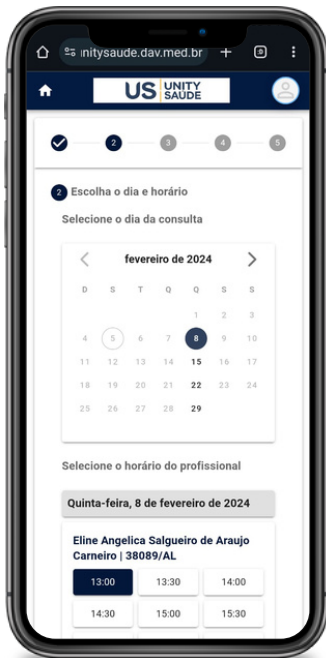 initysaude.dav.med.br
US UNITY SAÚDE
2 3 4 5
2 Escolha o dia e horário
Selecione o dia da consulta
fevereiro de 2024
D S T Q Q S S
1 2 3
4 5 6 7 8 9 10
11 12 13 14 15 16 17
18 19 20 21 22 23 24
25 26 27 28 29
Selecione o horário do profissional
Quinta-feira, 8 de fevereiro de 2024
Eline Angelica Salgueiro de Araujo
Carneiro | 38089/AL
13:00 13:30 14:00
14:30 15:00 15:30